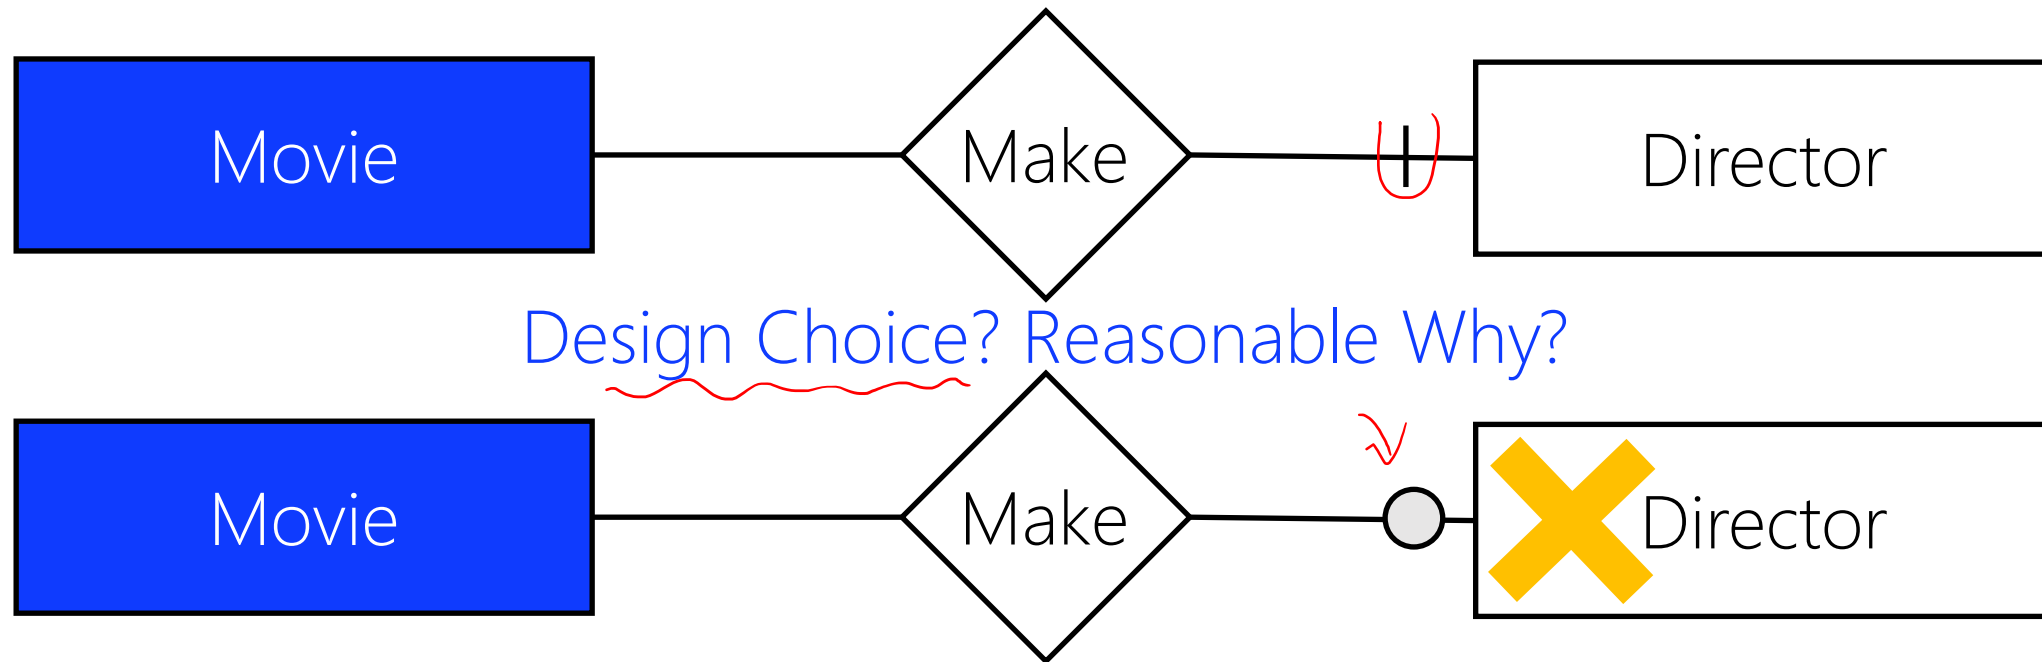 Movie Make Director
Design Choice? Reasonable Why?
Movie Make Director